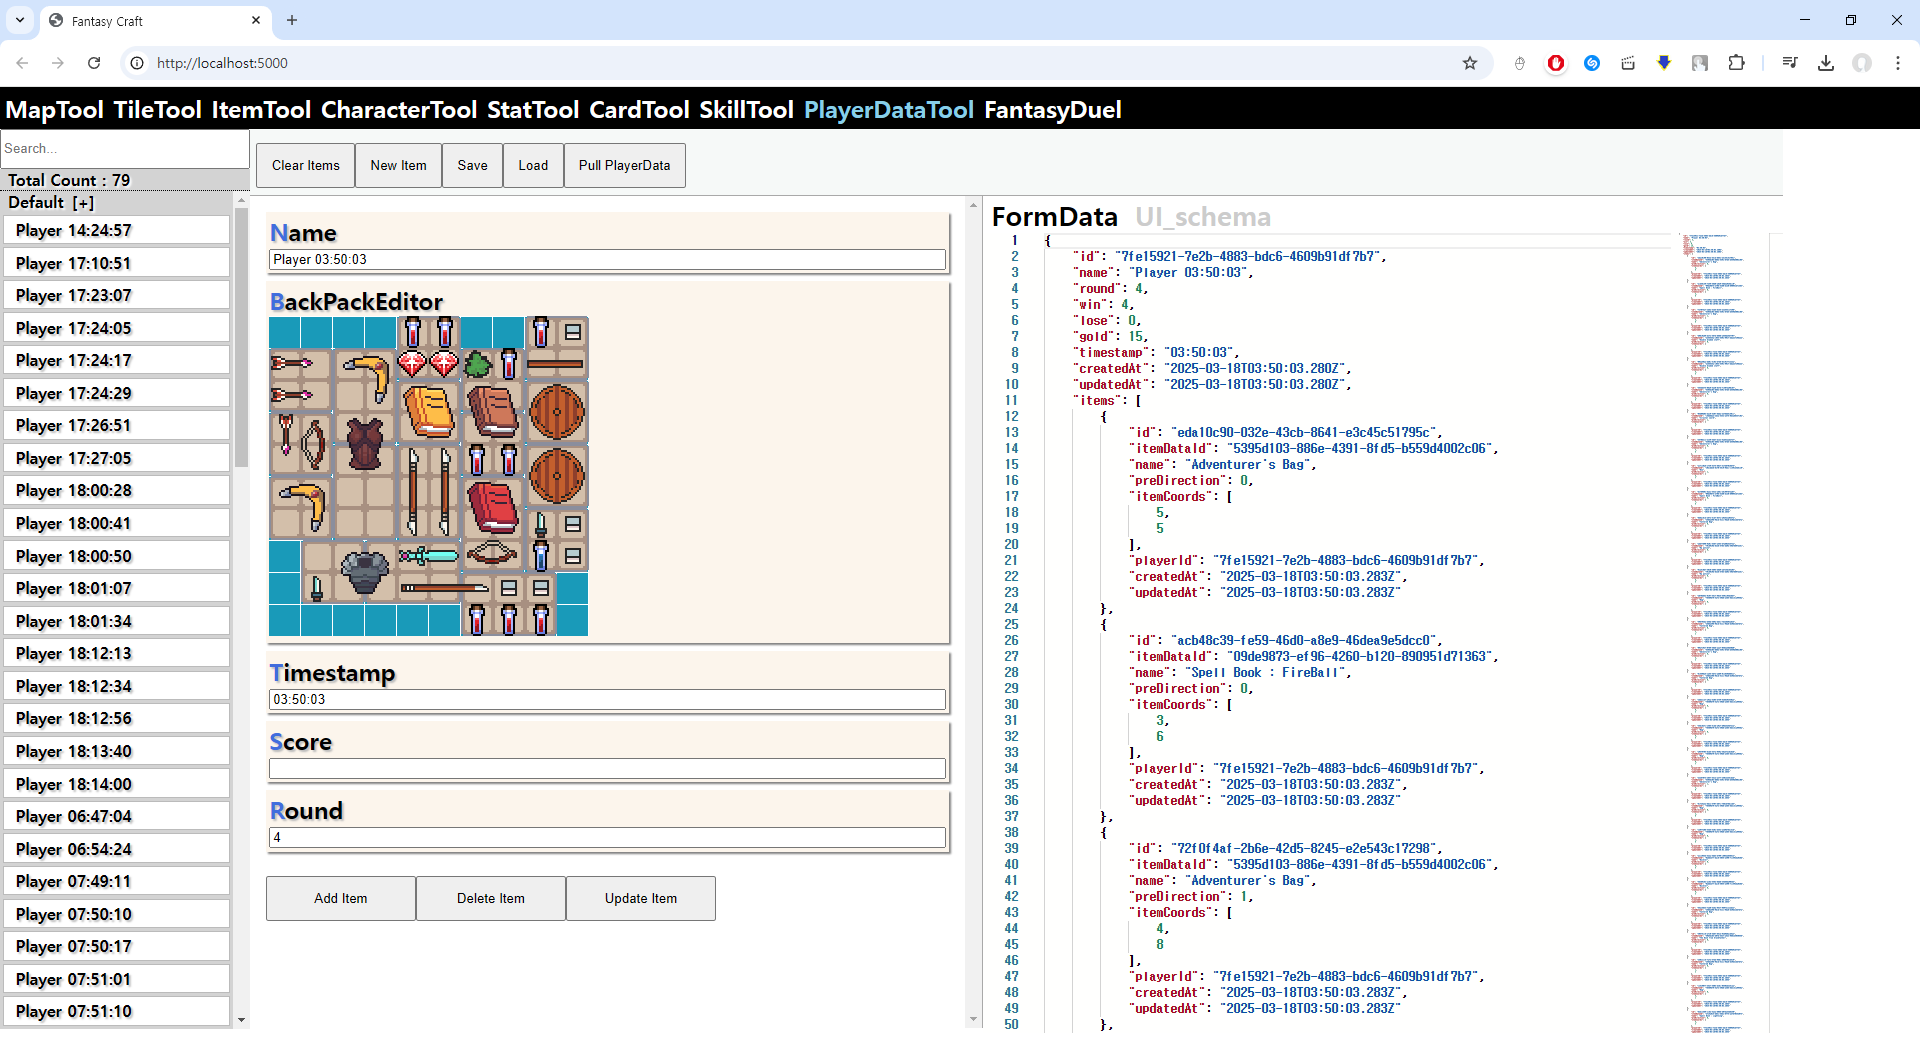 Fantasy Craft
http://localhost:5000
MapTool TileTool ItemTool CharacterTool StatTool CardTool SkillTool PlayerDataTool FantasyDuel
Search...
Total Count : 79
Default [+]
Player 14:24:57
Player 17:10:51
Player 17:23:07
Player 17:24:05
Player 17:24:17
Player 17:24:29
Player 17:26:51
Player 17:27:05
Player 18:00:28
Player 18:00:41
Player 18:00:50
Player 18:01:07
Player 18:01:34
Player 18:12:13
Player 18:12:34
Player 18:12:56
Player 18:13:40
Player 18:14:00
Player 06:47:04
Player 06:54:24
Player 07:49:11
Player 07:50:10
Player 07:50:17
Player 07:51:01
Player 07:51:10
Clear Items New Item Save Load Pull PlayerData
Name
Player 03:50:03
BackPackEditor
Timestamp
03:50:03
Score
Round
4
Add Item Delete Item Update Item
FormData UI_schema
1 {
2 "id": "7fe15921-7e2b-4883-bdc6-4609b91df7b7",
3 "name": "Player 03:50:03",
4 "round": 4,
5 "win": 4,
6 "lose": 0,
7 "gold": 15,
8 "timestamp": "03:50:03",
9 "createdAt": "2025-03-18T03:50:03.280Z",
10 "updatedAt": "2025-03-18T03:50:03.280Z",
11 "items": [
12 {
13 "id": "eda10c90-032e-43cb-8641-e3c45c51795c",
14 "itemDataId": "5395d103-886e-4391-8fd5-b559d4002c06",
15 "name": "Adventurer's Bag",
16 "preDirection": 0,
17 "itemCoords": [
18 5,
19 5
20 ],
21 "playerId": "7fe15921-7e2b-4883-bdc6-4609b91df7b7",
22 "createdAt": "2025-03-18T03:50:03.283Z",
23 "updatedAt": "2025-03-18T03:50:03.283Z"
24 },
25 {
26 "id": "acb48c39-fe59-46d0-a8e9-46dea9e5dcc0",
27 "itemDataId": "09de9873-ef96-4260-b120-890951d71363",
28 "name": "Spell Book : FireBall",
29 "preDirection": 0,
30 "itemCoords": [
31 3,
32 6
33 ],
34 "playerId": "7fe15921-7e2b-4883-bdc6-4609b91df7b7",
35 "createdAt": "2025-03-18T03:50:03.283Z",
36 "updatedAt": "2025-03-18T03:50:03.283Z"
37 },
38 {
39 "id": "72f0f4af-2b6e-42d5-8245-e2e543c17298",
40 "itemDataId": "5395d103-886e-4391-8fd5-b559d4002c06",
41 "name": "Adventurer's Bag",
42 "preDirection": 1,
43 "itemCoords": [
44 4,
45 8
46 ],
47 "playerId": "7fe15921-7e2b-4883-bdc6-4609b91df7b7",
48 "createdAt": "2025-03-18T03:50:03.283Z",
49 "updatedAt": "2025-03-18T03:50:03.283Z"
50 },